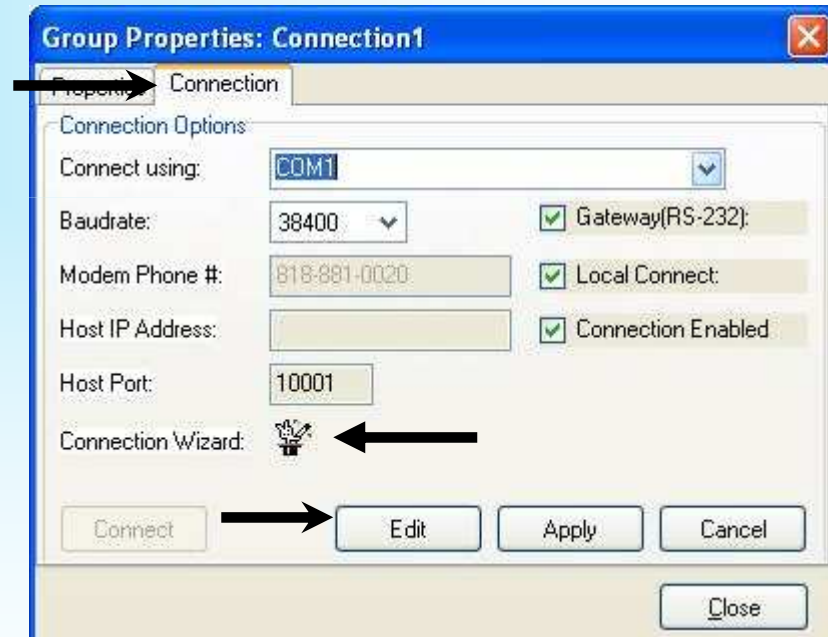 Group Properties: Connection1
Properties Connection
Connection Options
Connect using: COM1
Baudrate: 38400 Gateway(RS-232):
Modem Phone #: 818-881-0020 Local Connect:
Host IP Address: Connection Enabled
Host Port: 10001
Connection Wizard:
Connect Edit Apply Cancel
Close